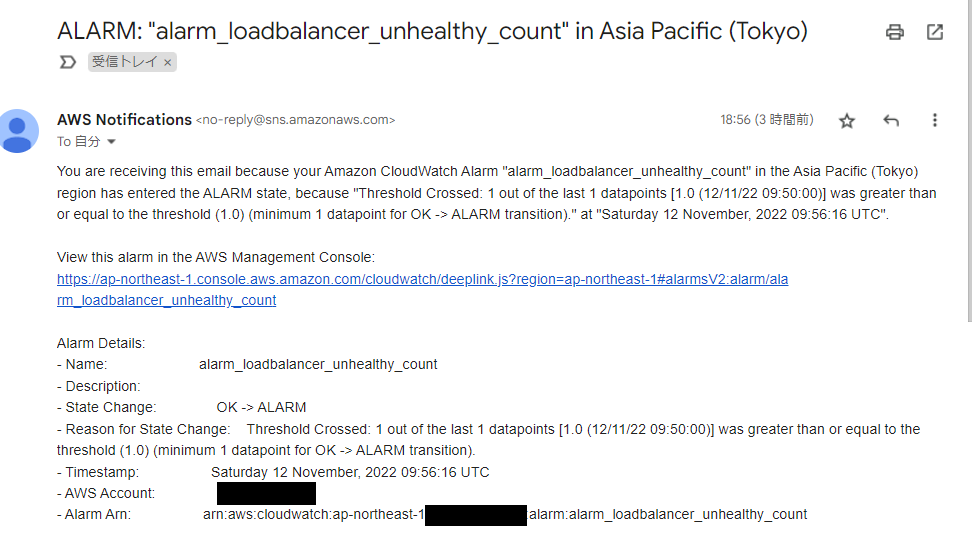 ALARM: "alarm_loadbalancer_unhealthy_count" in Asia Pacific (Tokyo)
受信トレイ ×
AWS Notifications <no-reply@sns.amazonaws.com> 18:56 (3 時間前)
To 自分
You are receiving this email because your Amazon CloudWatch Alarm "alarm_loadbalancer_unhealthy_count" in the Asia Pacific (Tokyo)
region has entered the ALARM state, because "Threshold Crossed: 1 out of the last 1 datapoints [1.0 (12/11/22 09:50:00)] was greater than
or equal to the threshold (1.0) (minimum 1 datapoint for OK -> ALARM transition)." at "Saturday 12 November, 2022 09:56:16 UTC".
View this alarm in the AWS Management Console:
https://ap-northeast-1.console.aws.amazon.com/cloudwatch/deeplink.js?region=ap-northeast-1#alarmsV2:alarm/ala
rm_loadbalancer_unhealthy_count
Alarm Details:
- Name: alarm_loadbalancer_unhealthy_count
- Description:
- State Change: OK -> ALARM
- Reason for State Change: Threshold Crossed: 1 out of the last 1 datapoints [1.0 (12/11/22 09:50:00)] was greater than or equal to the
threshold (1.0) (minimum 1 datapoint for OK -> ALARM transition).
- Timestamp: Saturday 12 November, 2022 09:56:16 UTC
- AWS Account:
- Alarm Arn: arn:aws:cloudwatch:ap-northeast-1 alarm:alarm_loadbalancer_unhealthy_count